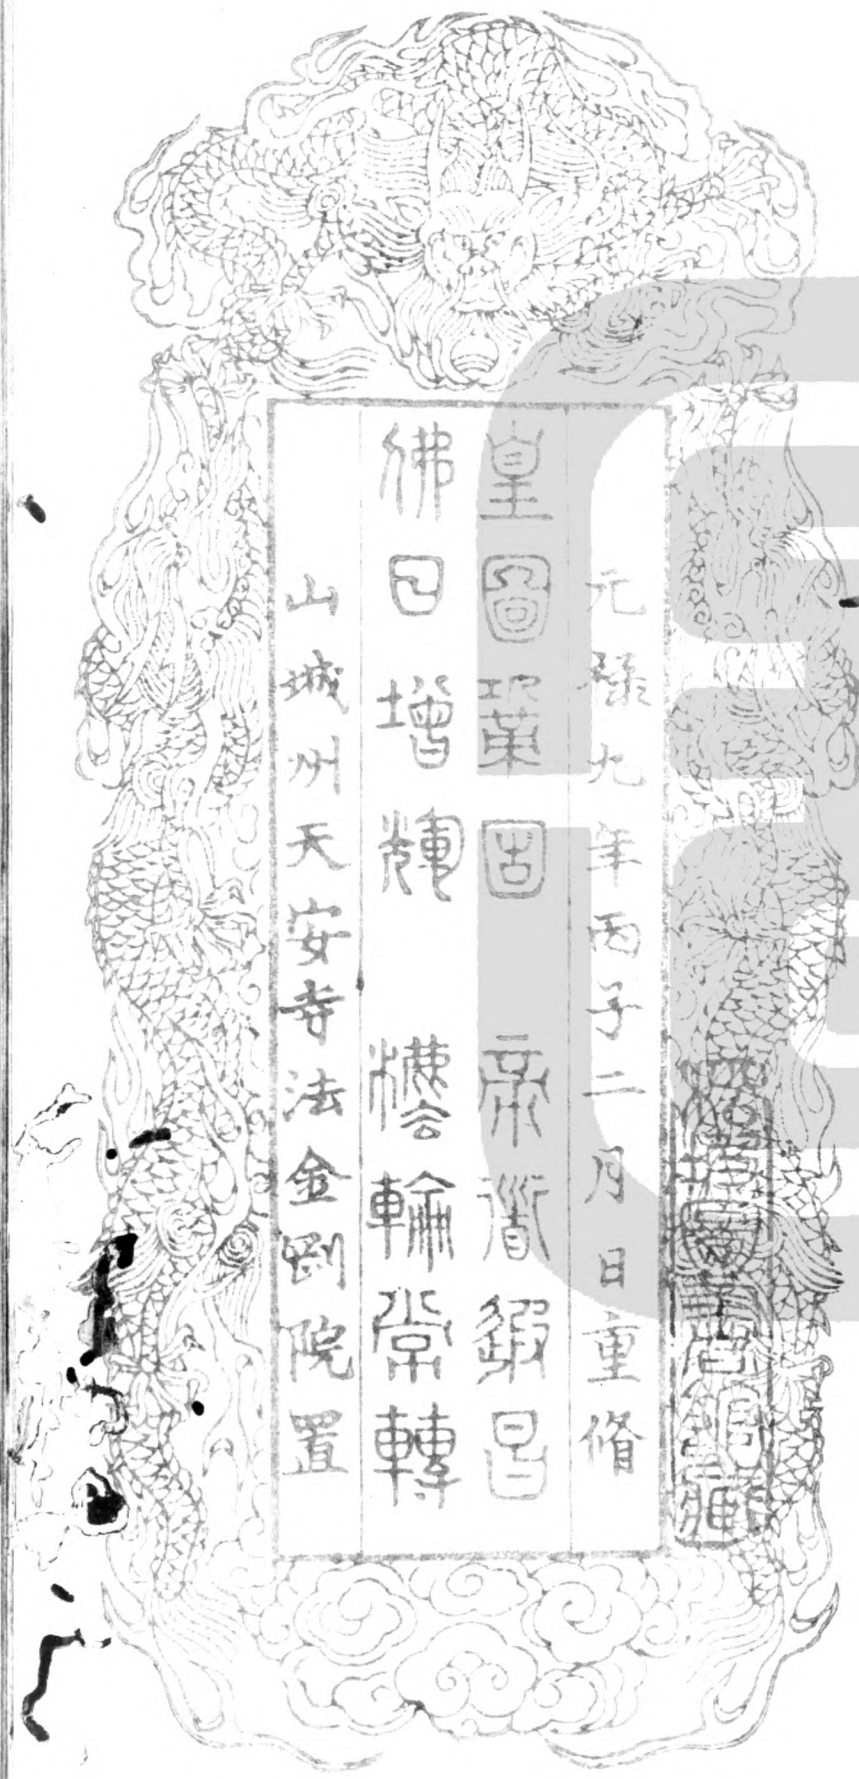 元祿九年丙子二月日重脩
皇圖鞏固　帝道遐昌
佛日增輝　法輪常轉
山城州天安寺法金剛院置